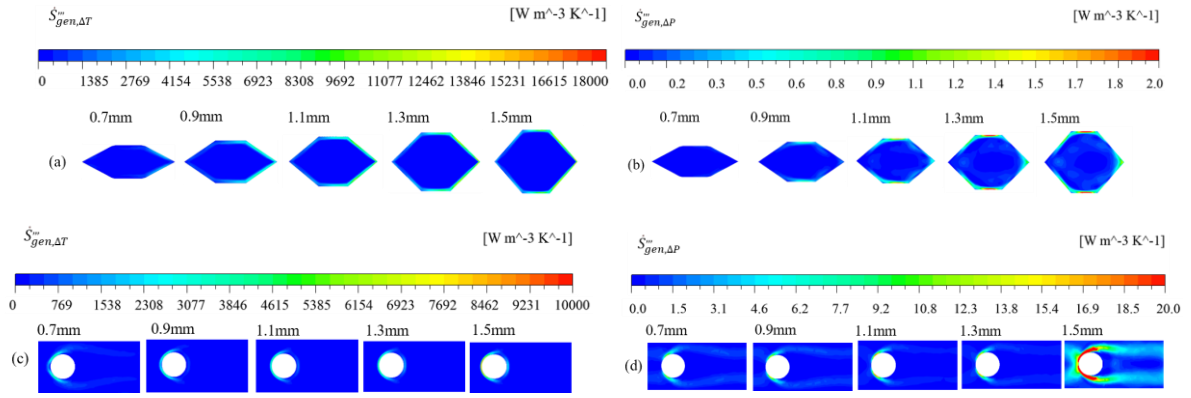 Ṡ‴gen,ΔT [W m^-3 K^-1]
0 1385 2769 4154 5538 6923 8308 9692 11077 12462 13846 15231 16615 18000
0.7mm 0.9mm 1.1mm 1.3mm 1.5mm
(a)
Ṡ‴gen,ΔP [W m^-3 K^-1]
0.0 0.2 0.3 0.5 0.6 0.8 0.9 1.1 1.2 1.4 1.5 1.7 1.8 2.0
0.7mm 0.9mm 1.1mm 1.3mm 1.5mm
(b)
Ṡ‴gen,ΔT [W m^-3 K^-1]
0 769 1538 2308 3077 3846 4615 5385 6154 6923 7692 8462 9231 10000
0.7mm 0.9mm 1.1mm 1.3mm 1.5mm
(c)
Ṡ‴gen,ΔP [W m^-3 K^-1]
0.0 1.5 3.1 4.6 6.2 7.7 9.2 10.8 12.3 13.8 15.4 16.9 18.5 20.0
0.7mm 0.9mm 1.1mm 1.3mm 1.5mm
(d)